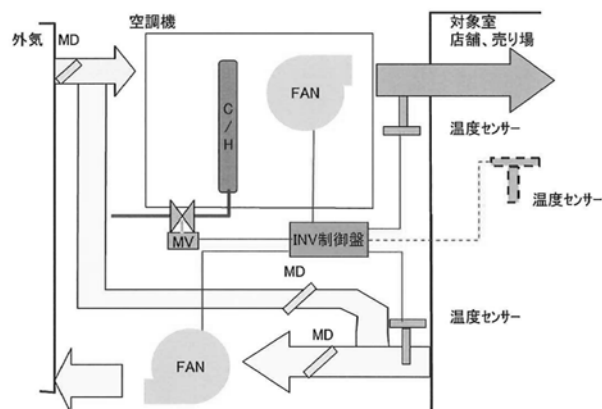 外気
MD
空調機
対象室
店舗、売り場
FAN
C/H
温度センサー
温度センサー
MV
INV制御盤
MD
温度センサー
MD
FAN